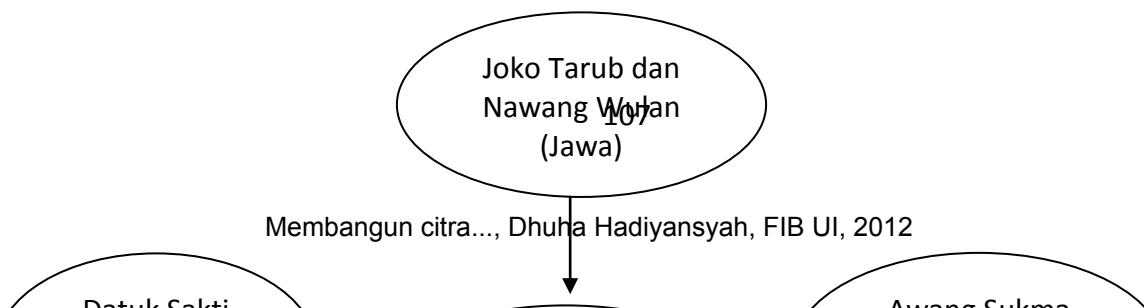 Joko Tarub dan
Nawang Wulan
107
(Jawa)
Membangun citra..., Dhuha Hadiyansyah, FIB UI, 2012
Datuk Sakti
Awang Sukma